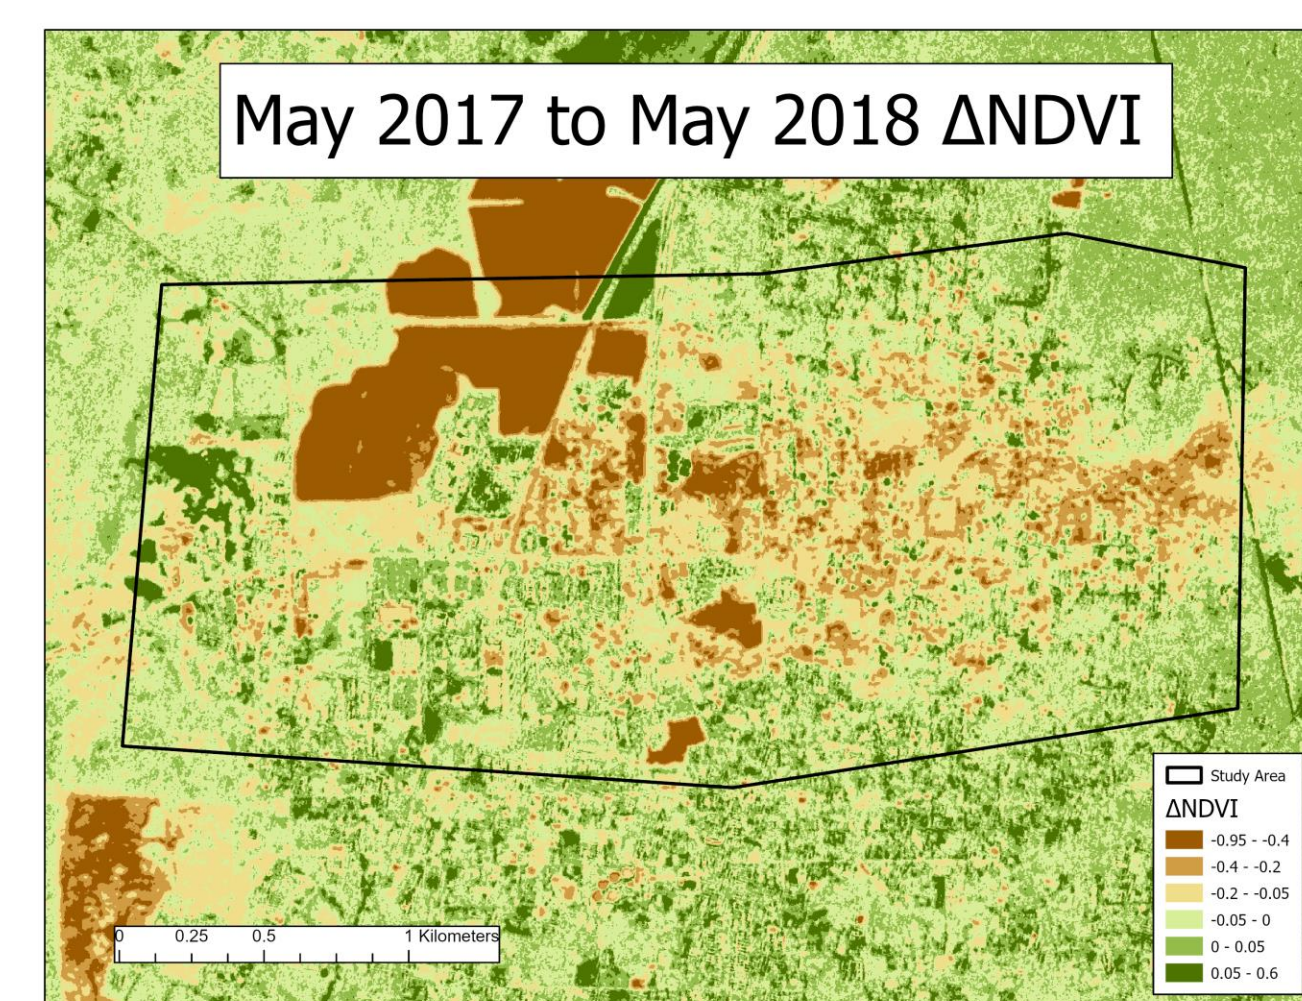 May 2017 to May 2018 ΔNDVI
Study Area
ΔNDVI
-0.95 - -0.4
-0.4 - -0.2
-0.2 - -0.05
-0.05 - 0
0 - 0.05
0.05 - 0.6
0 0.25 0.5 1 Kilometers